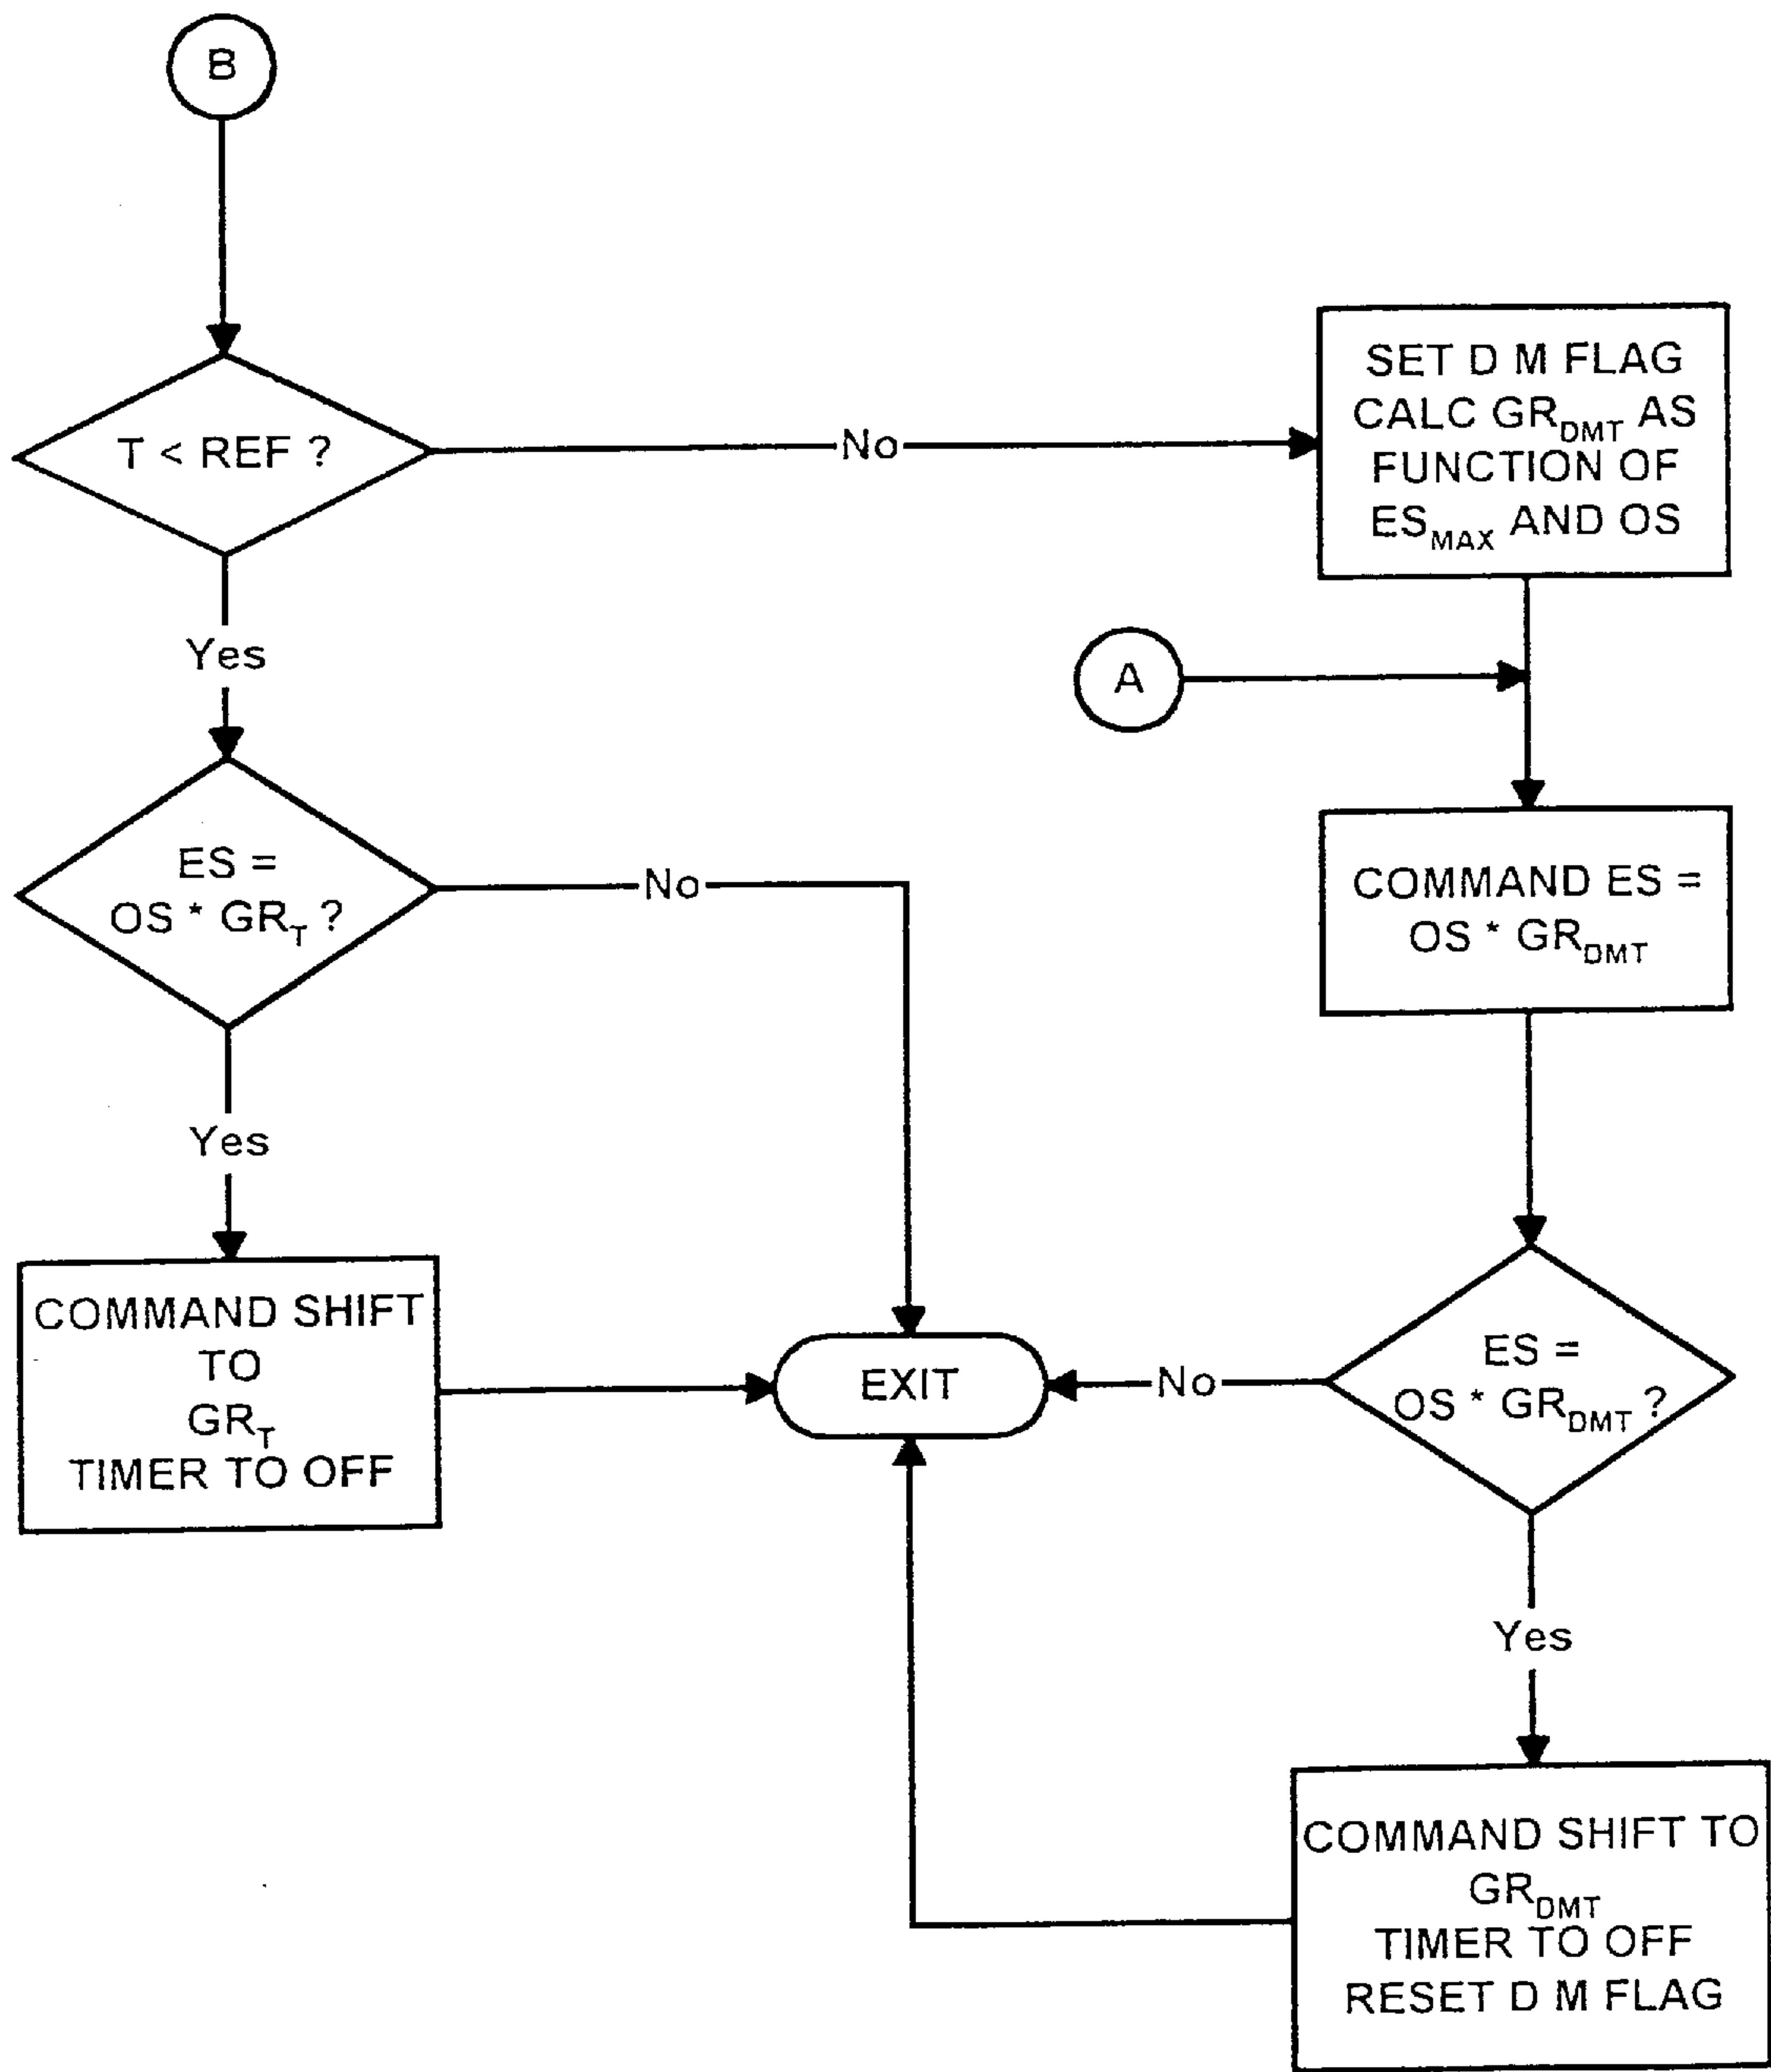 B
T < REF ?
No
SET D M FLAG
CALC GR_DMT AS
FUNCTION OF
ES_MAX AND OS
Yes
A
ES =
OS * GR_T ?
No
COMMAND ES =
OS * GR_DMT
Yes
COMMAND SHIFT
TO
GR_T
TIMER TO OFF
EXIT
No
ES =
OS * GR_DMT ?
Yes
COMMAND SHIFT TO
GR_DMT
TIMER TO OFF
RESET D M FLAG